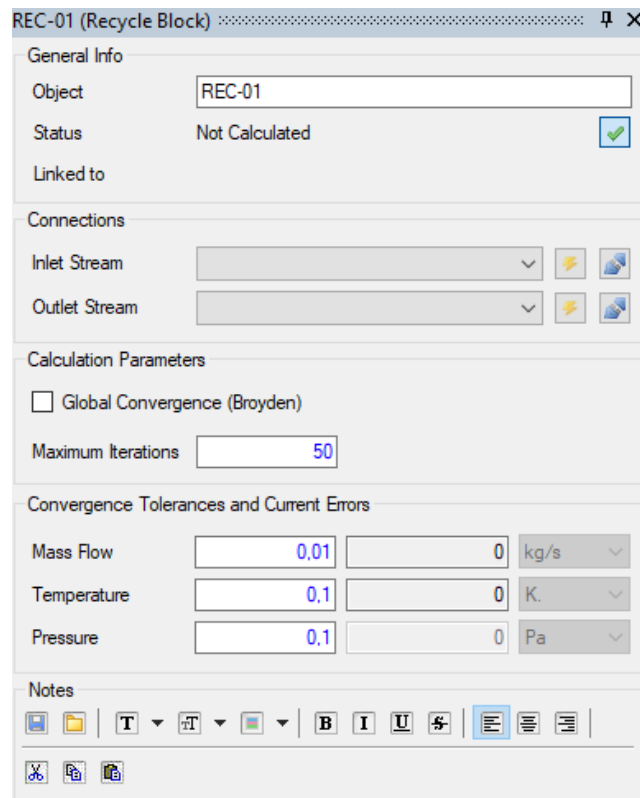 REC-01 (Recycle Block)
General Info
Object REC-01
Status Not Calculated
Linked to
Connections
Inlet Stream
Outlet Stream
Calculation Parameters
Global Convergence (Broyden)
Maximum Iterations 50
Convergence Tolerances and Current Errors
Mass Flow 0,01 0 kg/s
Temperature 0,1 0 K.
Pressure 0,1 0 Pa
Notes
T T B I U S